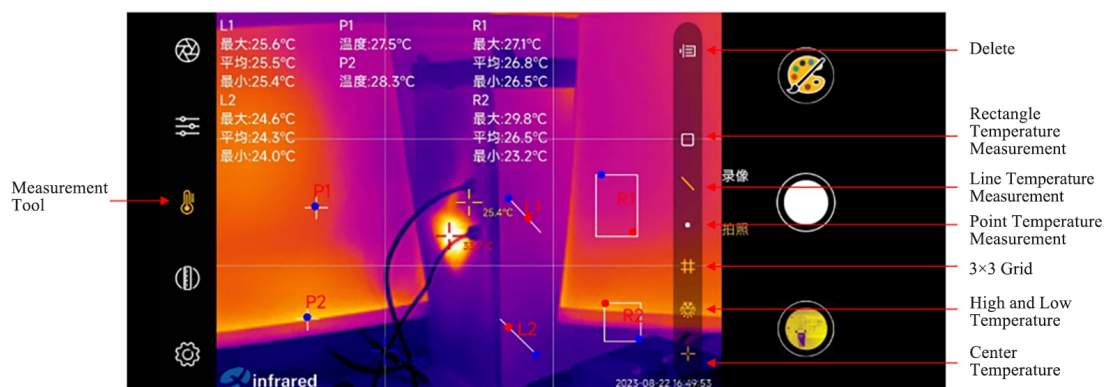 L1
最大:25.6°C
平均:25.5°C
最小:25.4°C
L2
最大:24.6°C
平均:24.3°C
最小:24.0°C
P1
温度:27.5°C
P2
温度:28.3°C
R1
最大:27.1°C
平均:26.8°C
最小:26.5°C
R2
最大:29.8°C
平均:26.5°C
最小:23.2°C
P1
P2
25.4°C
L1
L2
R1
R2
录像
拍照
infrared
2023-08-22 16:49:53
Measurement
Tool
Delete
Rectangle
Temperature
Measurement
Line Temperature
Measurement
Point Temperature
Measurement
3×3 Grid
High and Low
Temperature
Center
Temperature